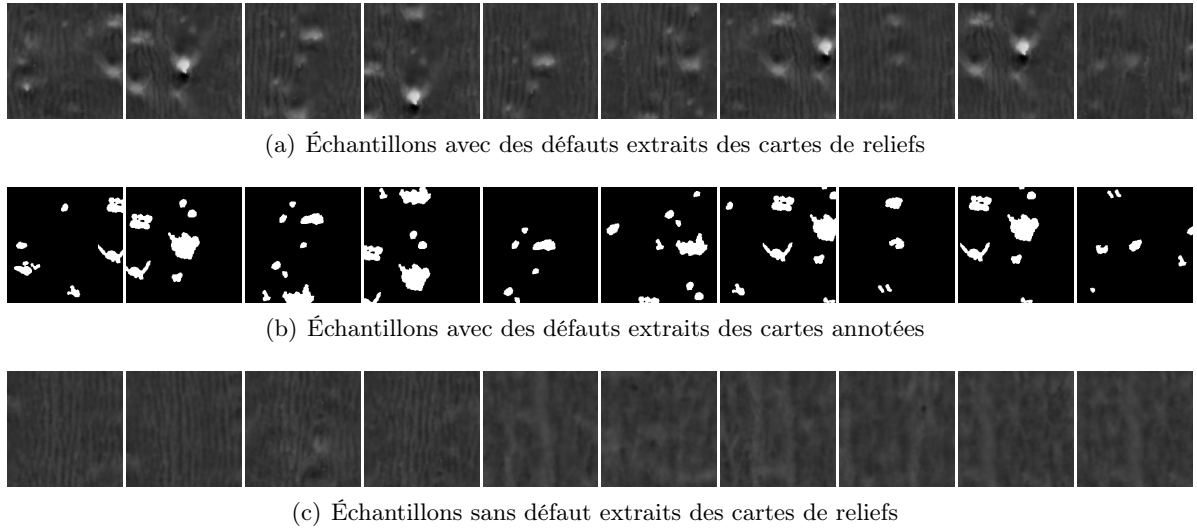 (a) Échantillons avec des défauts extraits des cartes de reliefs
(b) Échantillons avec des défauts extraits des cartes annotées
(c) Échantillons sans défaut extraits des cartes de reliefs